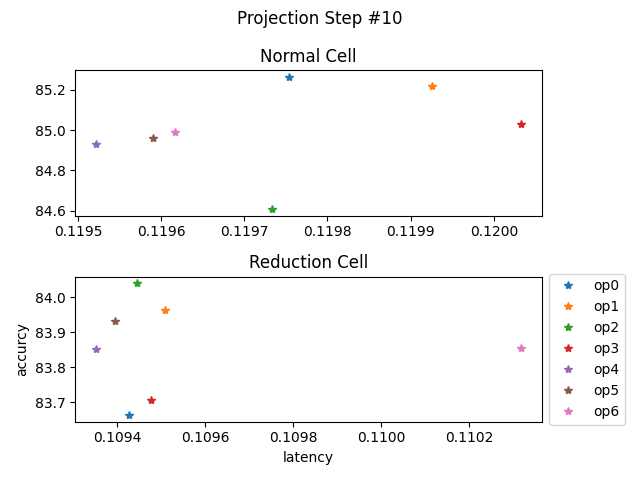 Projection Step #10
Normal Cell
85.2
85.0
84.8
84.6
0.1195 0.1196 0.1197 0.1198 0.1199 0.1200
Reduction Cell
accurcy
84.0
83.9
83.8
83.7
0.1094 0.1096 0.1098 0.1100 0.1102
latency
op0
op1
op2
op3
op4
op5
op6